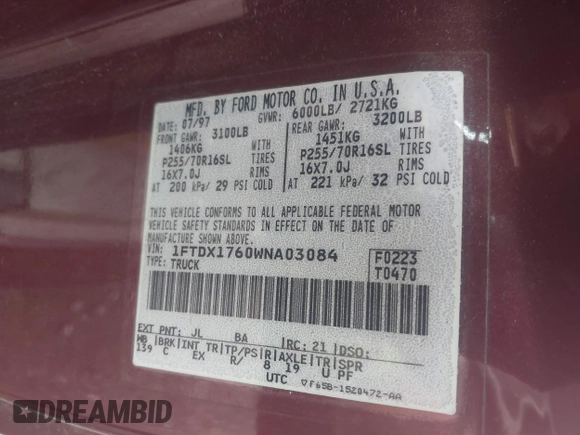 MFD. BY FORD MOTOR CO. IN U.S.A.
DATE: 07/97 GVWR: 6000LB/ 2721KG
FRONT GAWR: 3100LB REAR GAWR: 3200LB
1406KG 1451KG
P255/70R16SL TIRES P255/70R16SL TIRES
16X7.0J RIMS 16X7.0J RIMS
AT 200 kPa/ 29 PSI COLD AT 221 kPa/ 32 PSI COLD
THIS VEHICLE CONFORMS TO ALL APPLICABLE FEDERAL MOTOR
VEHICLE SAFETY STANDARDS IN EFFECT ON THE DATE OF
MANUFACTURE SHOWN ABOVE.
VIN: 1FTDX1760WNA03084 F0223
TYPE: TRUCK T0470
EXT PNT: JL BA RC: 21 DSO:
WB BRK INT TR TP/PS R AXLE TR SPR
139 C EX R/ 8 19 U PF
UTC ▽F65B-1520472-AA
DREAMBID